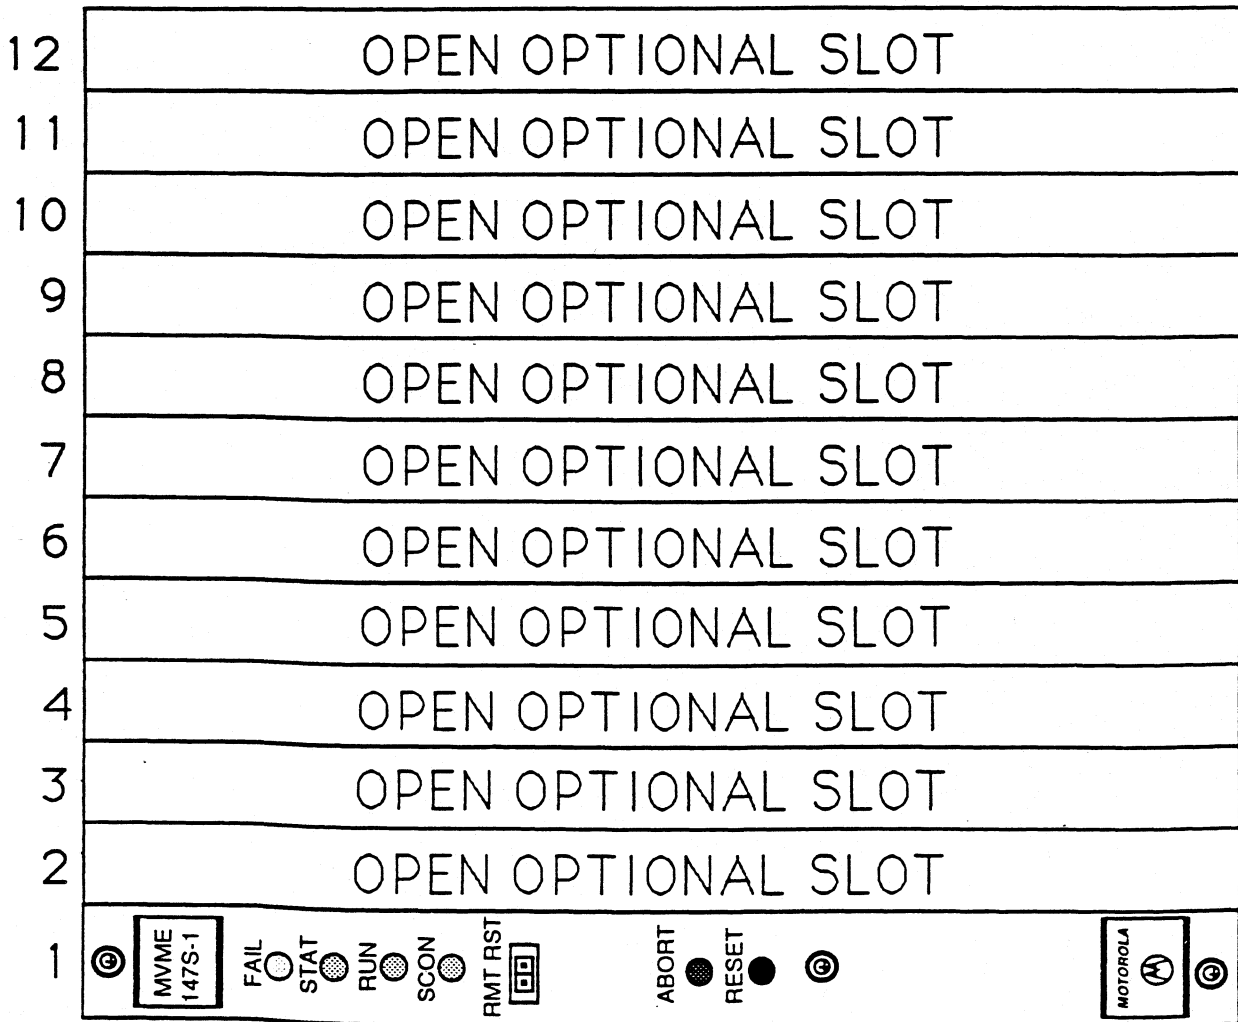 12 OPEN OPTIONAL SLOT
11 OPEN OPTIONAL SLOT
10 OPEN OPTIONAL SLOT
9 OPEN OPTIONAL SLOT
8 OPEN OPTIONAL SLOT
7 OPEN OPTIONAL SLOT
6 OPEN OPTIONAL SLOT
5 OPEN OPTIONAL SLOT
4 OPEN OPTIONAL SLOT
3 OPEN OPTIONAL SLOT
2 OPEN OPTIONAL SLOT
1
MVME
147S-1
FAIL
STAT
RUN
SCON
RMT RST
ABORT
RESET
MOTOROLA